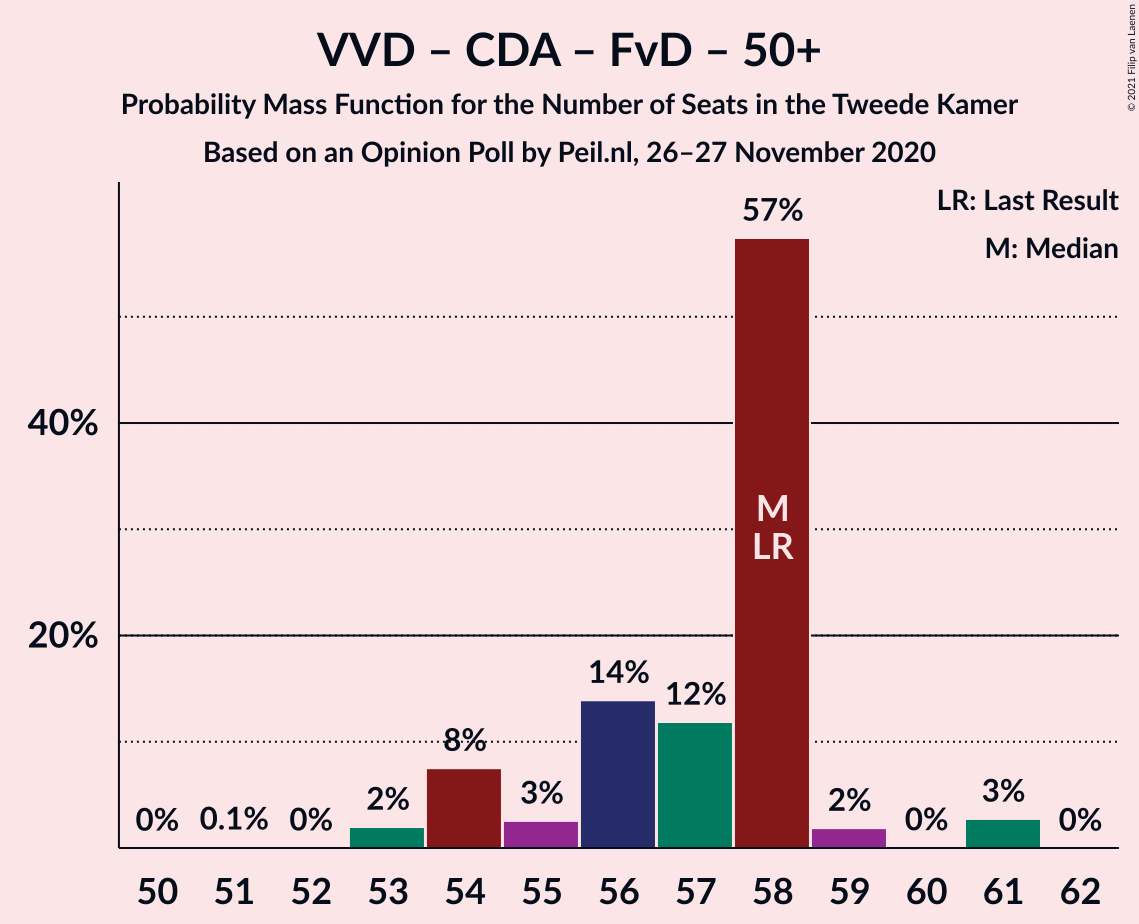 VVD – CDA – FvD – 50+
Probability Mass Function for the Number of Seats in the Tweede Kamer
Based on an Opinion Poll by Peil.nl, 26–27 November 2020
© 2021 Filip van Laenen
LR: Last Result
M: Median
57%
40%
M
LR
20%
14%
12%
8%
3%
2%
2%
3%
0%
0.1%
0%
0%
0%
50 51 52 53 54 55 56 57 58 59 60 61 62